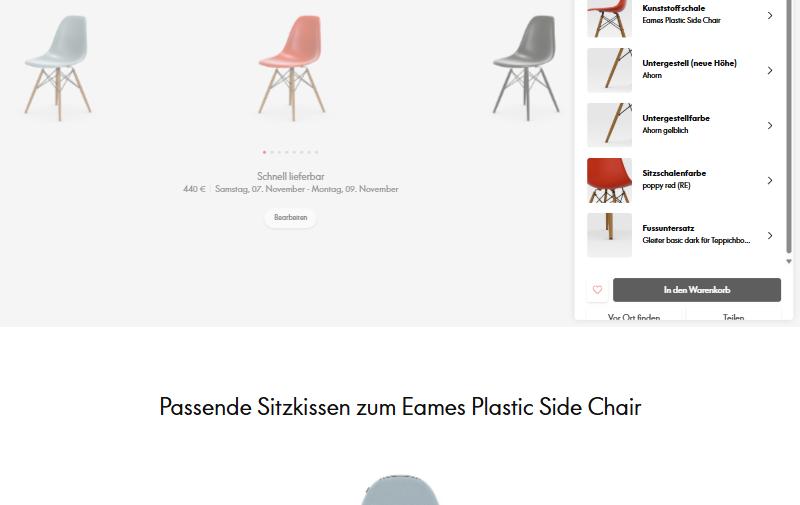 Kunststoffschale
Eames Plastic Side Chair
Untergestell (neue Höhe)
Ahorn
Untergestellfarbe
Ahorn gelblich
Sitzschalenfarbe
poppy red (RE)
Fussuntersatz
Gleiter basic dark für Teppichbo...
Schnell lieferbar
440 € | Samstag, 07. November - Montag, 09. November
Bearbeiten
In den Warenkorb
Vor Ort finden
Teilen
Passende Sitzkissen zum Eames Plastic Side Chair